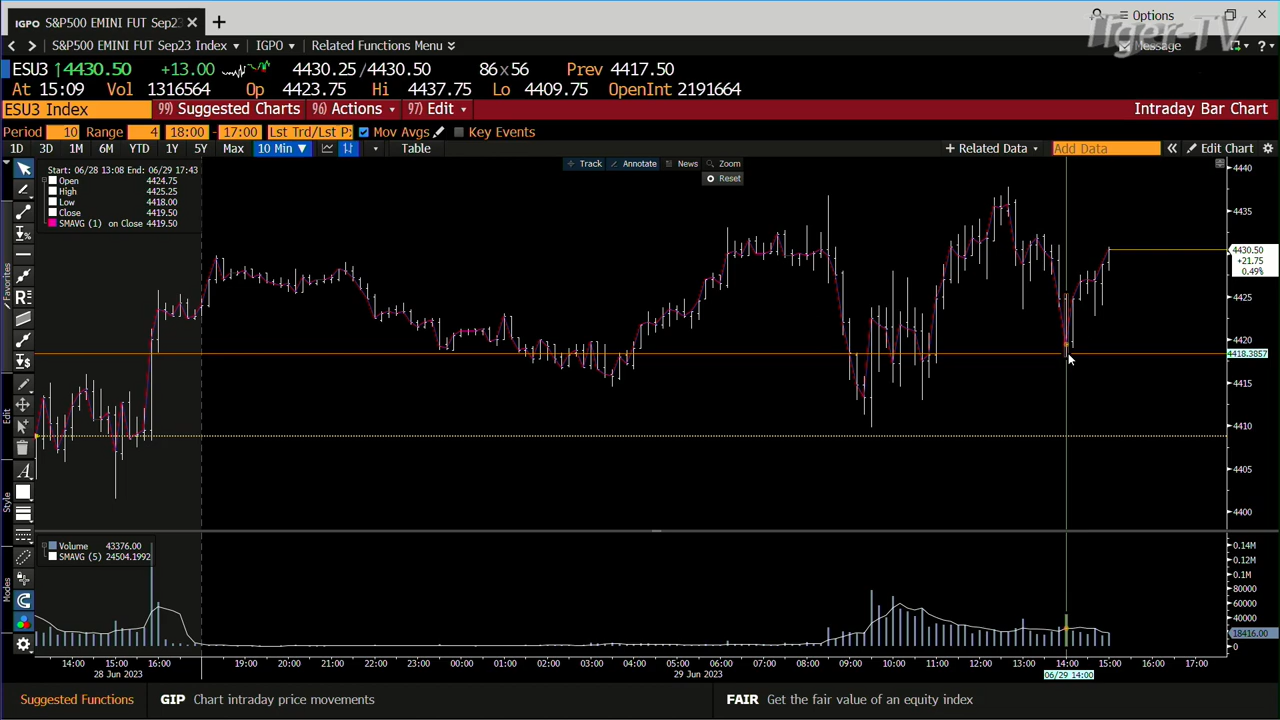 IGPO S&P500 EMINI FUT Sep23
Options
Tiger-TV
S&P500 EMINI FUT Sep23 Index IGPO Related Functions Menu
Message
ESU3 ↑4430.50 +13.00 4430.25/4430.50 86x56 Prev 4417.50
At 15:09 Vol 1316564 Op 4423.75 Hi 4437.75 Lo 4409.75 OpenInt 2191664
ESU3 Index 99) Suggested Charts 96) Actions 97) Edit Intraday Bar Chart
Period 10 Range 4 18:00 - 17:00 Lst Trd/Lst P Mov Avgs Key Events
1D 3D 1M 6M YTD 1Y 5Y Max 10 Min ▼ Table + Related Data Add Data « Edit Chart
Track Annotate News Zoom
Reset
Start: 06/28 13:08 End: 06/29 17:43
Open 4424.75
High 4425.25
Low 4418.00
Close 4419.50
SMAVG (1) on Close 4419.50
4440
4435
4430.50
+21.75
0.49%
4425
4420
4418.3857
4415
4410
4405
4400
Favorites
Edit
Style
Modes
Volume 43376.00
SMAVG (5) 24504.1992
0.14M
0.12M
0.1M
80000
60000
40000
18416.00
0
14:00 15:00 16:00 19:00 20:00 21:00 22:00 23:00 00:00 01:00 02:00 03:00 04:00 05:00 06:00 07:00 08:00 09:00 10:00 11:00 12:00 13:00 14:00 15:00 16:00 17:00
28 Jun 2023 29 Jun 2023 06/29 14:00
Suggested Functions GIP Chart intraday price movements FAIR Get the fair value of an equity index